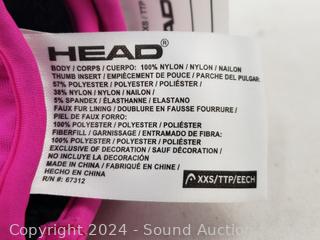 XXS / TTP
HEAD®
BODY / CORPS / CUERPO: 100% NYLON / NYLON / NAILON
THUMB INSERT / EMPIÈCEMENT DE POUCE / PARCHE DEL PULGAR:
57% POLYESTER / POLYESTER / POLIÉSTER
38% NYLON / NYLON / NAILON
5% SPANDEX / ÉLASTHANNE / ELASTANO
FAUX FUR LINING / DOUBLURE EN FAUSSE FOURRURE /
PIEL DE FAUX FORRO:
100% POLYESTER / POLYESTER / POLIÉSTER
FIBERFILL / GARNISSAGE / ENTRAMADO DE FIBRA:
100% POLYESTER / POLYESTER / POLIÉSTER
EXCLUSIVE OF DECORATION / SAUF DÉCORATION /
NO INCLUYE LA DECORACIÓN
MADE IN CHINA / FABRIQUÉ EN CHINE /
HECHO EN CHINA
R/N #: 67312
XXS/TTP/EECH
Copyright 2024 - Sound Auction Serv